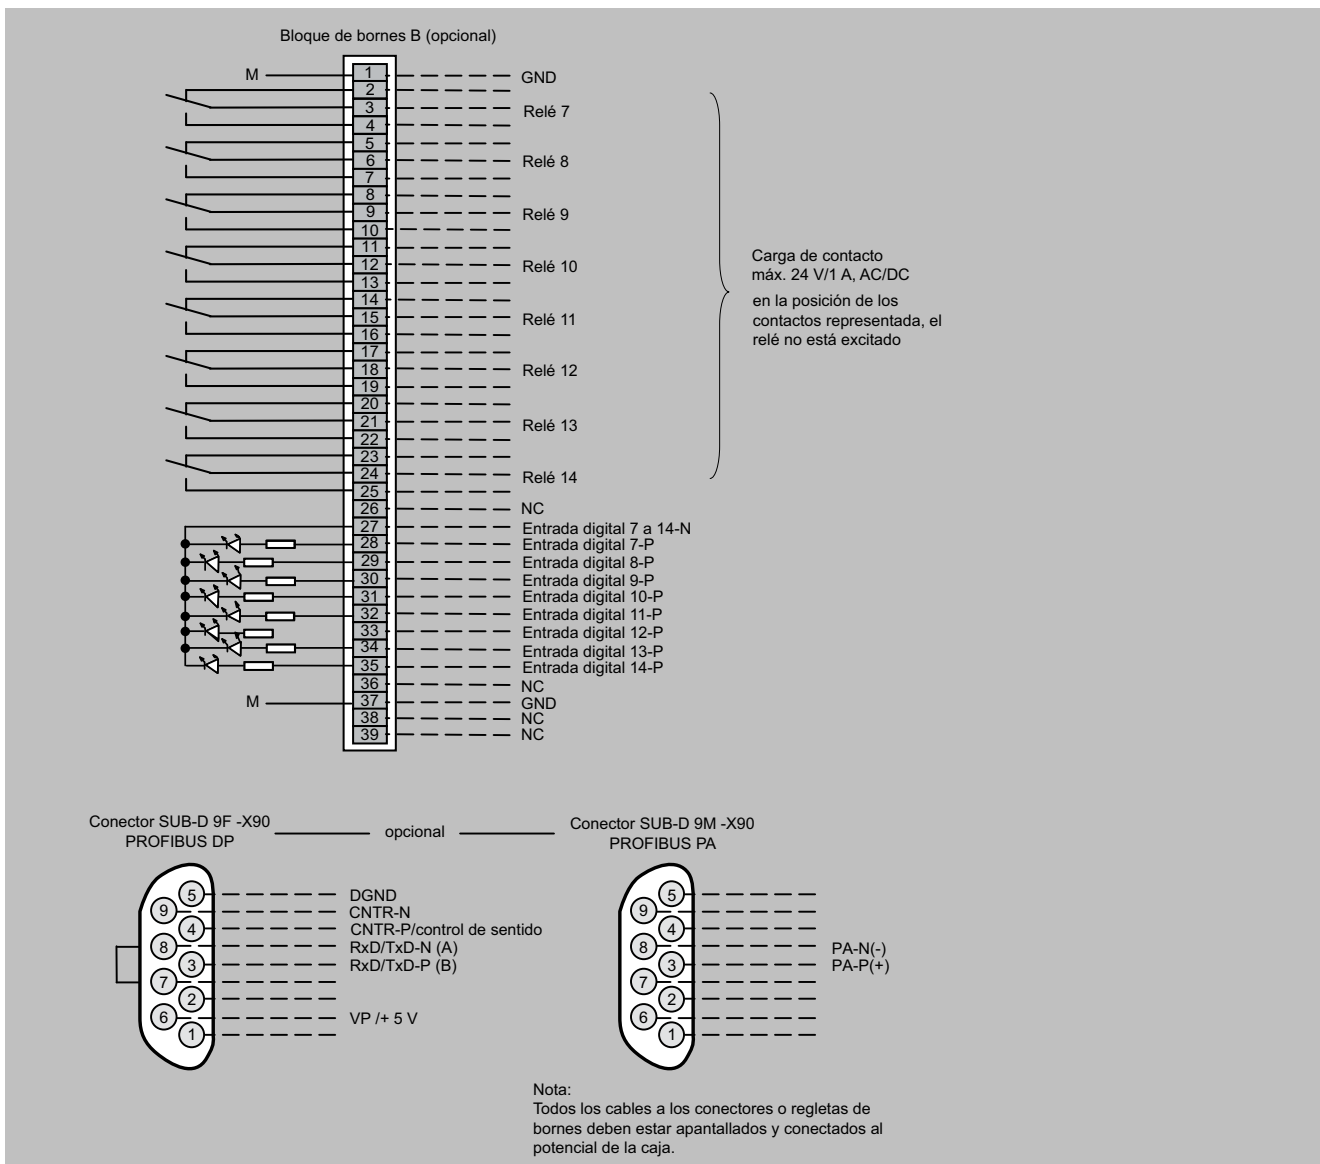 Bloque de bornes B (opcional)
M 1 GND
2
3 Relé 7
4
5
6 Relé 8
7
8
9 Relé 9
10
11
12 Relé 10
13
14
15 Relé 11
16
17
18 Relé 12
19
20
21 Relé 13
22
23
24 Relé 14
25
26 NC
27 Entrada digital 7 a 14-N
28 Entrada digital 7-P
29 Entrada digital 8-P
30 Entrada digital 9-P
31 Entrada digital 10-P
32 Entrada digital 11-P
33 Entrada digital 12-P
34 Entrada digital 13-P
35 Entrada digital 14-P
36 NC
M 37 GND
38 NC
39 NC
Carga de contacto
máx. 24 V/1 A, AC/DC
en la posición de los
contactos representada, el
relé no está excitado
Conector SUB-D 9F -X90
PROFIBUS DP
opcional
Conector SUB-D 9M -X90
PROFIBUS PA
5 DGND
9 CNTR-N
4 CNTR-P/control de sentido
8 RxD/TxD-N (A)
3 RxD/TxD-P (B)
7
2
6 VP /+ 5 V
1
5
9
4
8 PA-N(-)
3 PA-P(+)
7
2
6
1
Nota:
Todos los cables a los conectores o regletas de
bornes deben estar apantallados y conectados al
potencial de la caja.